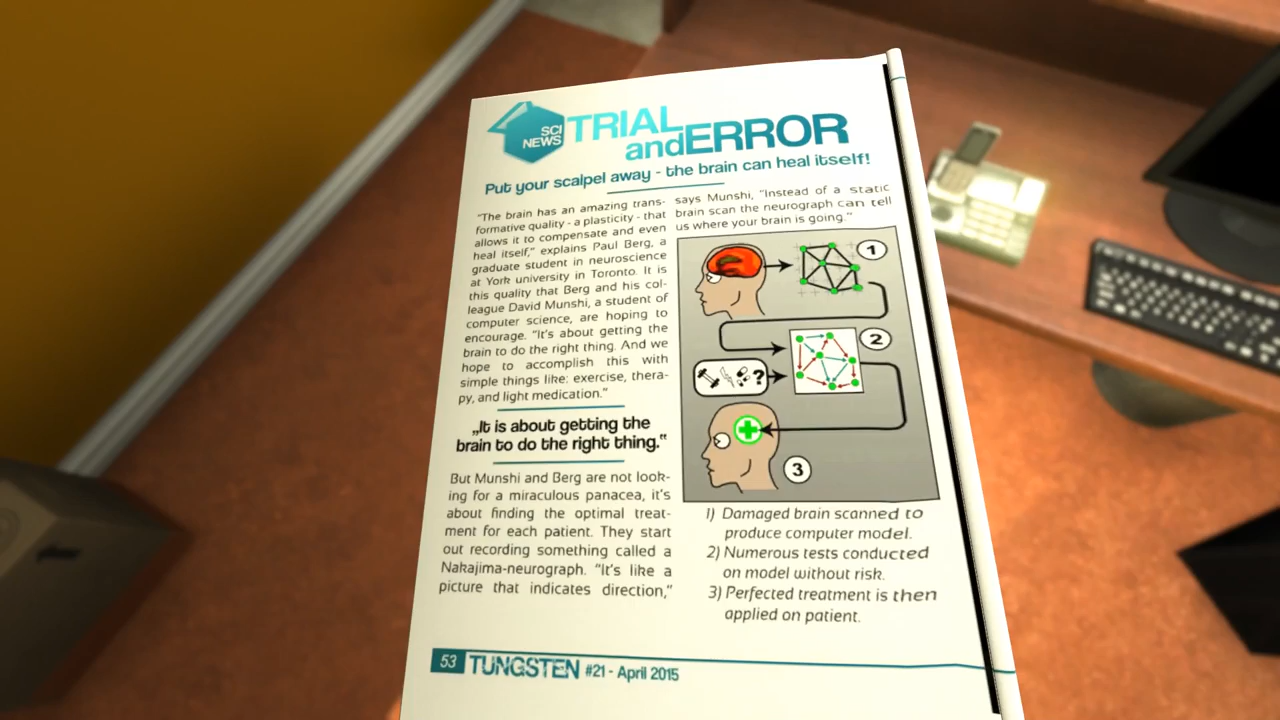 SCI
NEWS
TRIAL
andERROR
Put your scalpel away - the brain can heal itself!
"The brain has an amazing trans-
formative quality - a plasticity - that
allows it to compensate and even
heal itself," explains Paul Berg, a
graduate student in neuroscience
at York university in Toronto. It is
this quality that Berg and his col-
league David Munshi, a student of
computer science, are hoping to
encourage. "It's about getting the
brain to do the right thing. And we
hope to accomplish this with
simple things like: exercise, thera-
py, and light medication."
„It is about getting the
brain to do the right thing."
But Munshi and Berg are not look-
ing for a miraculous panacea, it's
about finding the optimal treat-
ment for each patient. They start
out recording something called a
Nakajima-neurograph. "It's like a
picture that indicates direction,"
says Munshi, "Instead of a static
brain scan the neurograph can tell
us where your brain is going."
1
2
?
3
1) Damaged brain scanned to
produce computer model.
2) Numerous tests conducted
on model without risk.
3) Perfected treatment is then
applied on patient.
53 TUNGSTEN #21 - April 2015